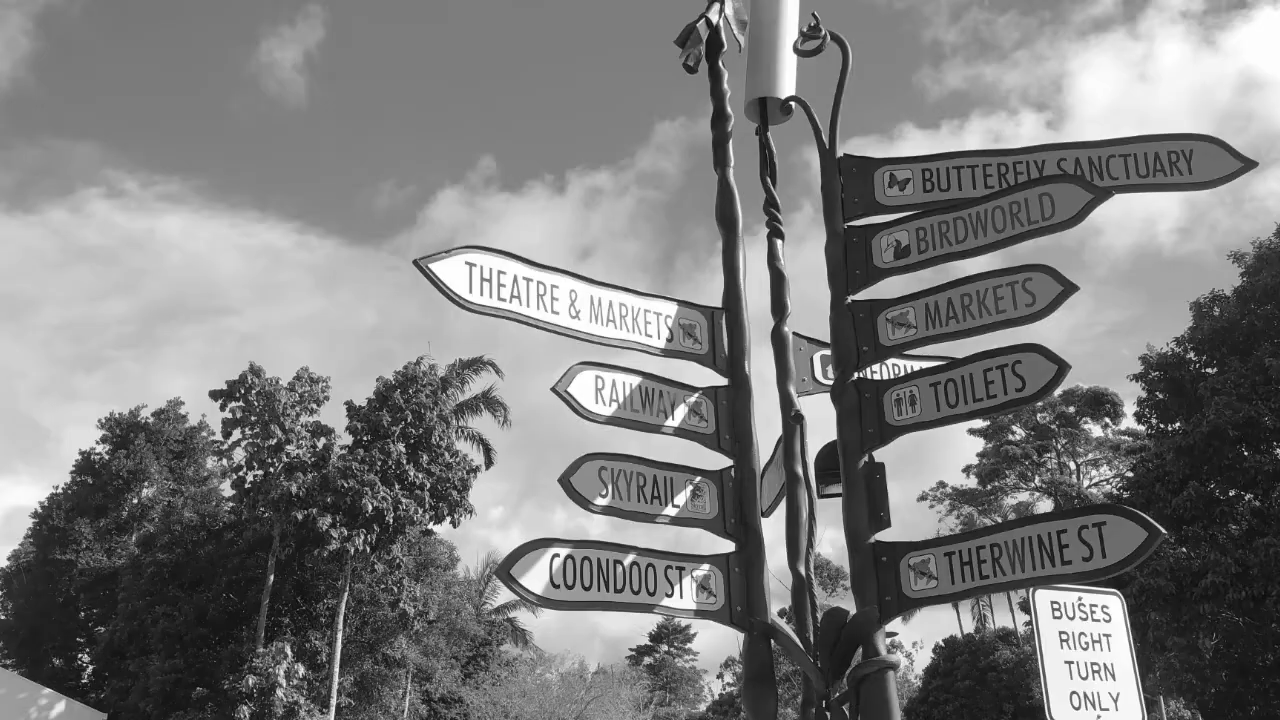 THEATRE & MARKETS
RAILWAY
SKYRAIL
COONDOO ST
BUTTERFLY SANCTUARY
BIRDWORLD
MARKETS
TOILETS
THERWINE ST
BUSES
RIGHT
TURN
ONLY